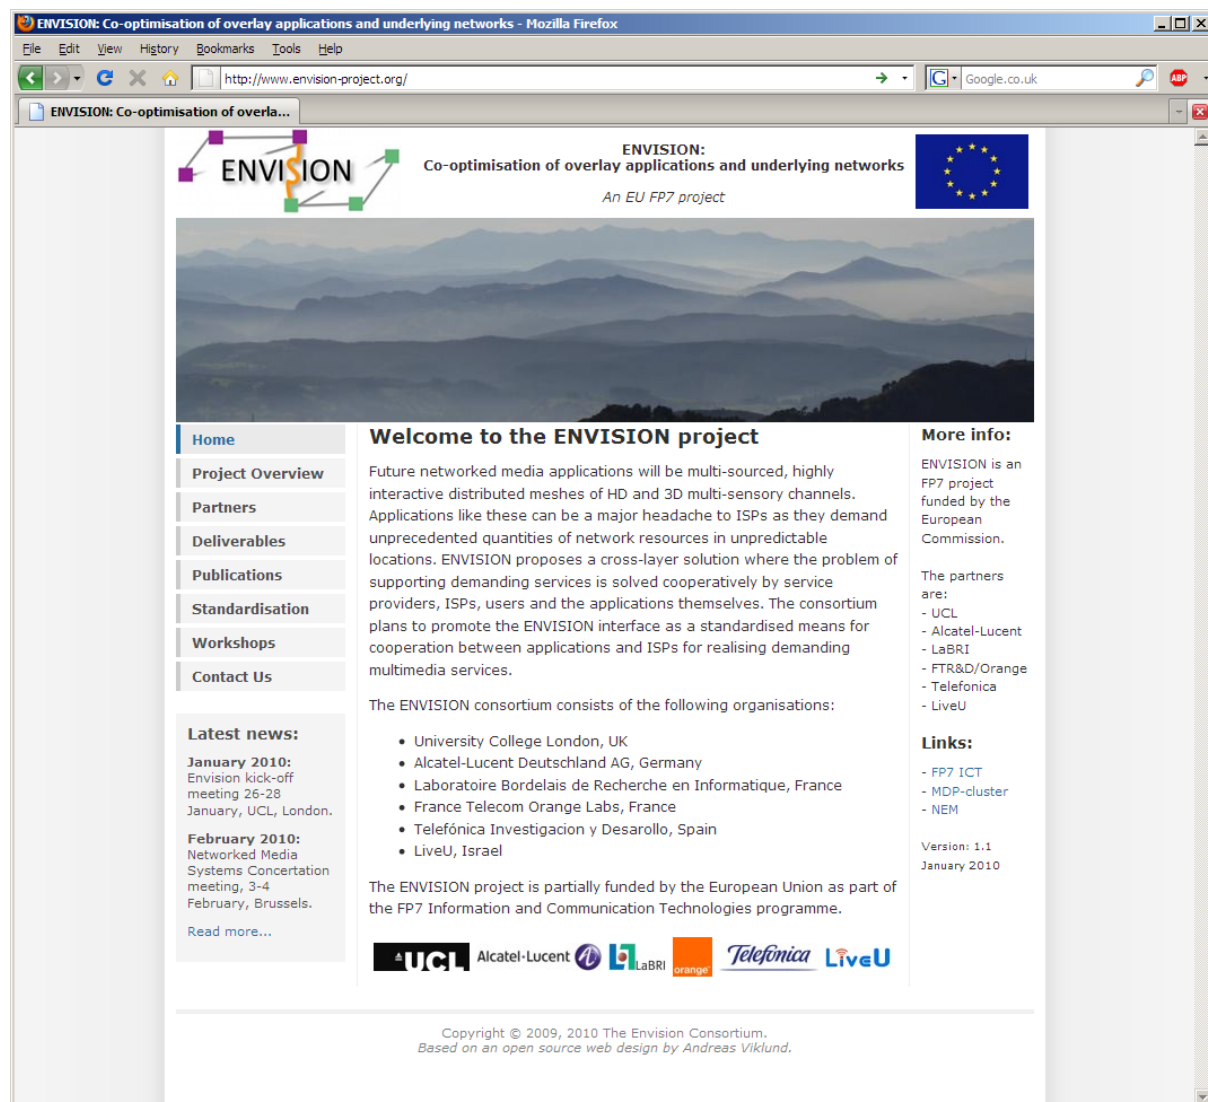 ENVISION: Co-optimisation of overlay applications and underlying networks - Mozilla Firefox
File Edit View History Bookmarks Tools Help
http://www.envision-project.org/
G Google.co.uk
ABP
ENVISION: Co-optimisation of overla...
ENVISION
ENVISION:
Co-optimisation of overlay applications and underlying networks
An EU FP7 project
Home
Project Overview
Partners
Deliverables
Publications
Standardisation
Workshops
Contact Us
Latest news:
January 2010:
Envision kick-off
meeting 26-28
January, UCL, London.
February 2010:
Networked Media
Systems Concertation
meeting, 3-4
February, Brussels.
Read more...
Welcome to the ENVISION project
Future networked media applications will be multi-sourced, highly
interactive distributed meshes of HD and 3D multi-sensory channels.
Applications like these can be a major headache to ISPs as they demand
unprecedented quantities of network resources in unpredictable
locations. ENVISION proposes a cross-layer solution where the problem of
supporting demanding services is solved cooperatively by service
providers, ISPs, users and the applications themselves. The consortium
plans to promote the ENVISION interface as a standardised means for
cooperation between applications and ISPs for realising demanding
multimedia services.
The ENVISION consortium consists of the following organisations:
• University College London, UK
• Alcatel-Lucent Deutschland AG, Germany
• Laboratoire Bordelais de Recherche en Informatique, France
• France Telecom Orange Labs, France
• Telefónica Investigacion y Desarollo, Spain
• LiveU, Israel
The ENVISION project is partially funded by the European Union as part of
the FP7 Information and Communication Technologies programme.
UCL Alcatel·Lucent LaBRI orange Telefónica LiveU
More info:
ENVISION is an
FP7 project
funded by the
European
Commission.
The partners
are:
- UCL
- Alcatel-Lucent
- LaBRI
- FTR&D/Orange
- Telefonica
- LiveU
Links:
- FP7 ICT
- MDP-cluster
- NEM
Version: 1.1
January 2010
Copyright © 2009, 2010 The Envision Consortium.
Based on an open source web design by Andreas Viklund.